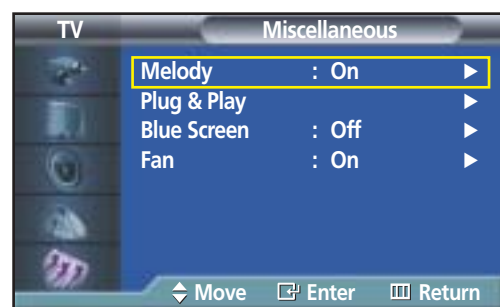 TV Miscellaneous
Melody : On
Plug & Play
Blue Screen : Off
Fan : On
Move Enter Return